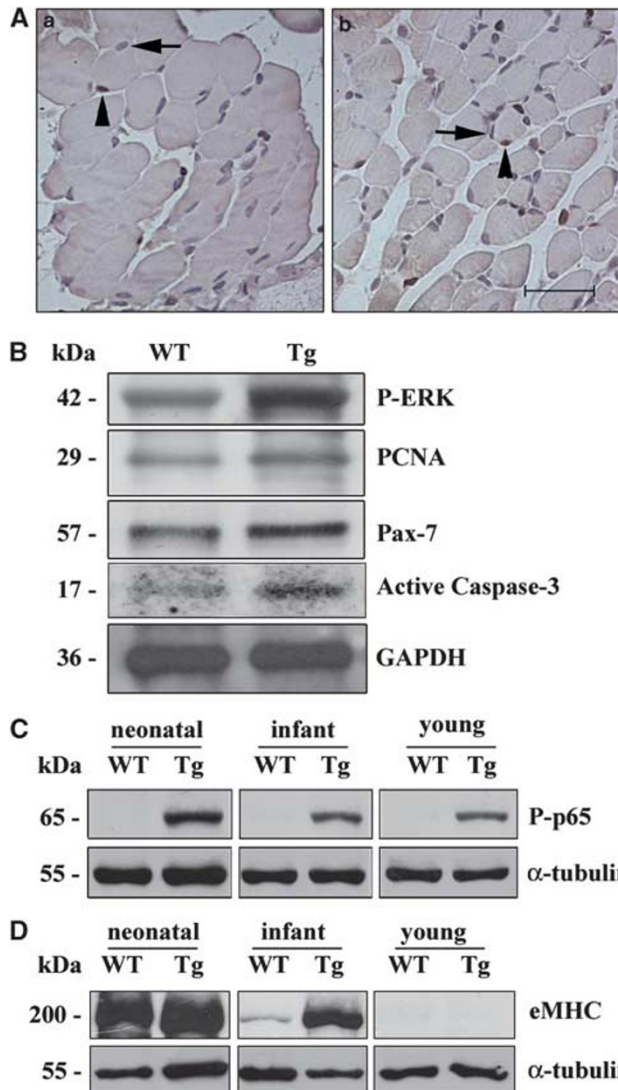 A
a
b
B kDa WT Tg
42 - P-ERK
29 - PCNA
57 - Pax-7
17 - Active Caspase-3
36 - GAPDH
C neonatal infant young
kDa WT Tg WT Tg WT Tg
65 - P-p65
55 - α-tubulin
D neonatal infant young
kDa WT Tg WT Tg WT Tg
200 - eMHC
55 - α-tubulin